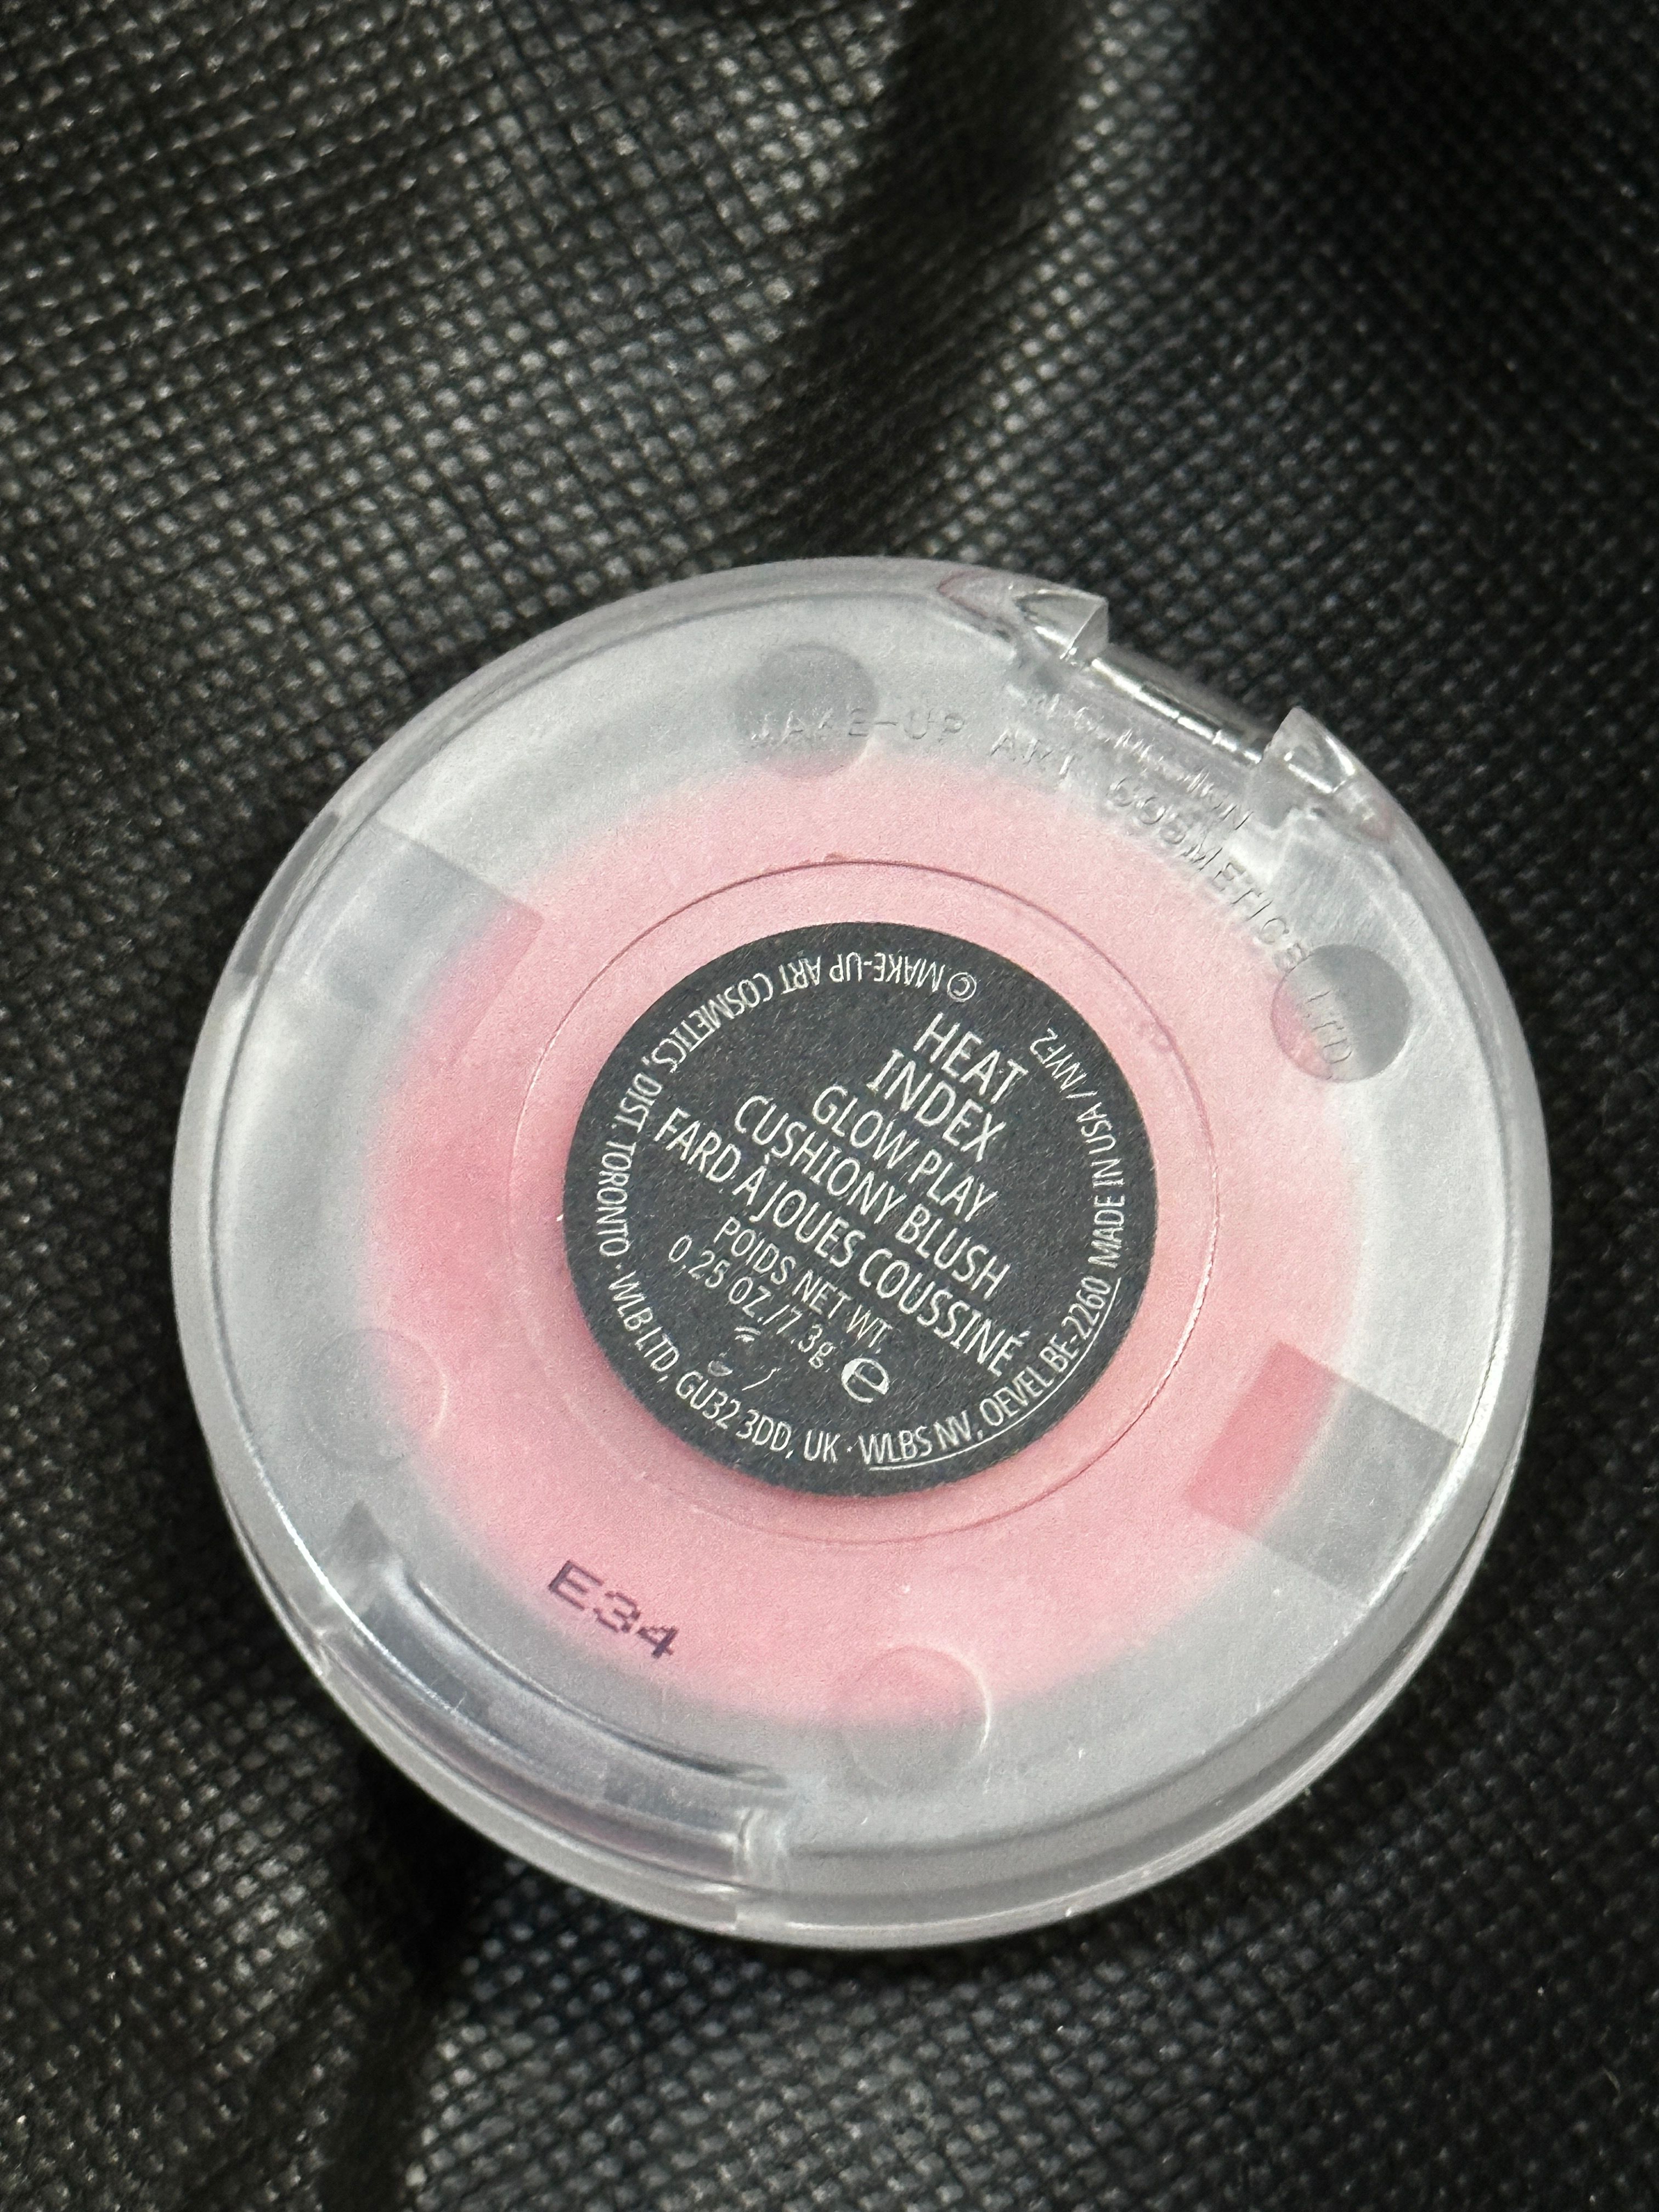 MAKE-UP ART COSMETICS
HEAT
INDEX
GLOW PLAY
CUSHIONY BLUSH
FARD À JOUES COUSSINÉ
POIDS NET WT.
0.25 OZ./7.3g ℮
© MAKE-UP ART COSMETICS, DIST. TORONTO · WLB LTD, GU32 3DD, UK · WLBS NV, OEVEL BE-2260 MADE IN USA / NYF2
E34